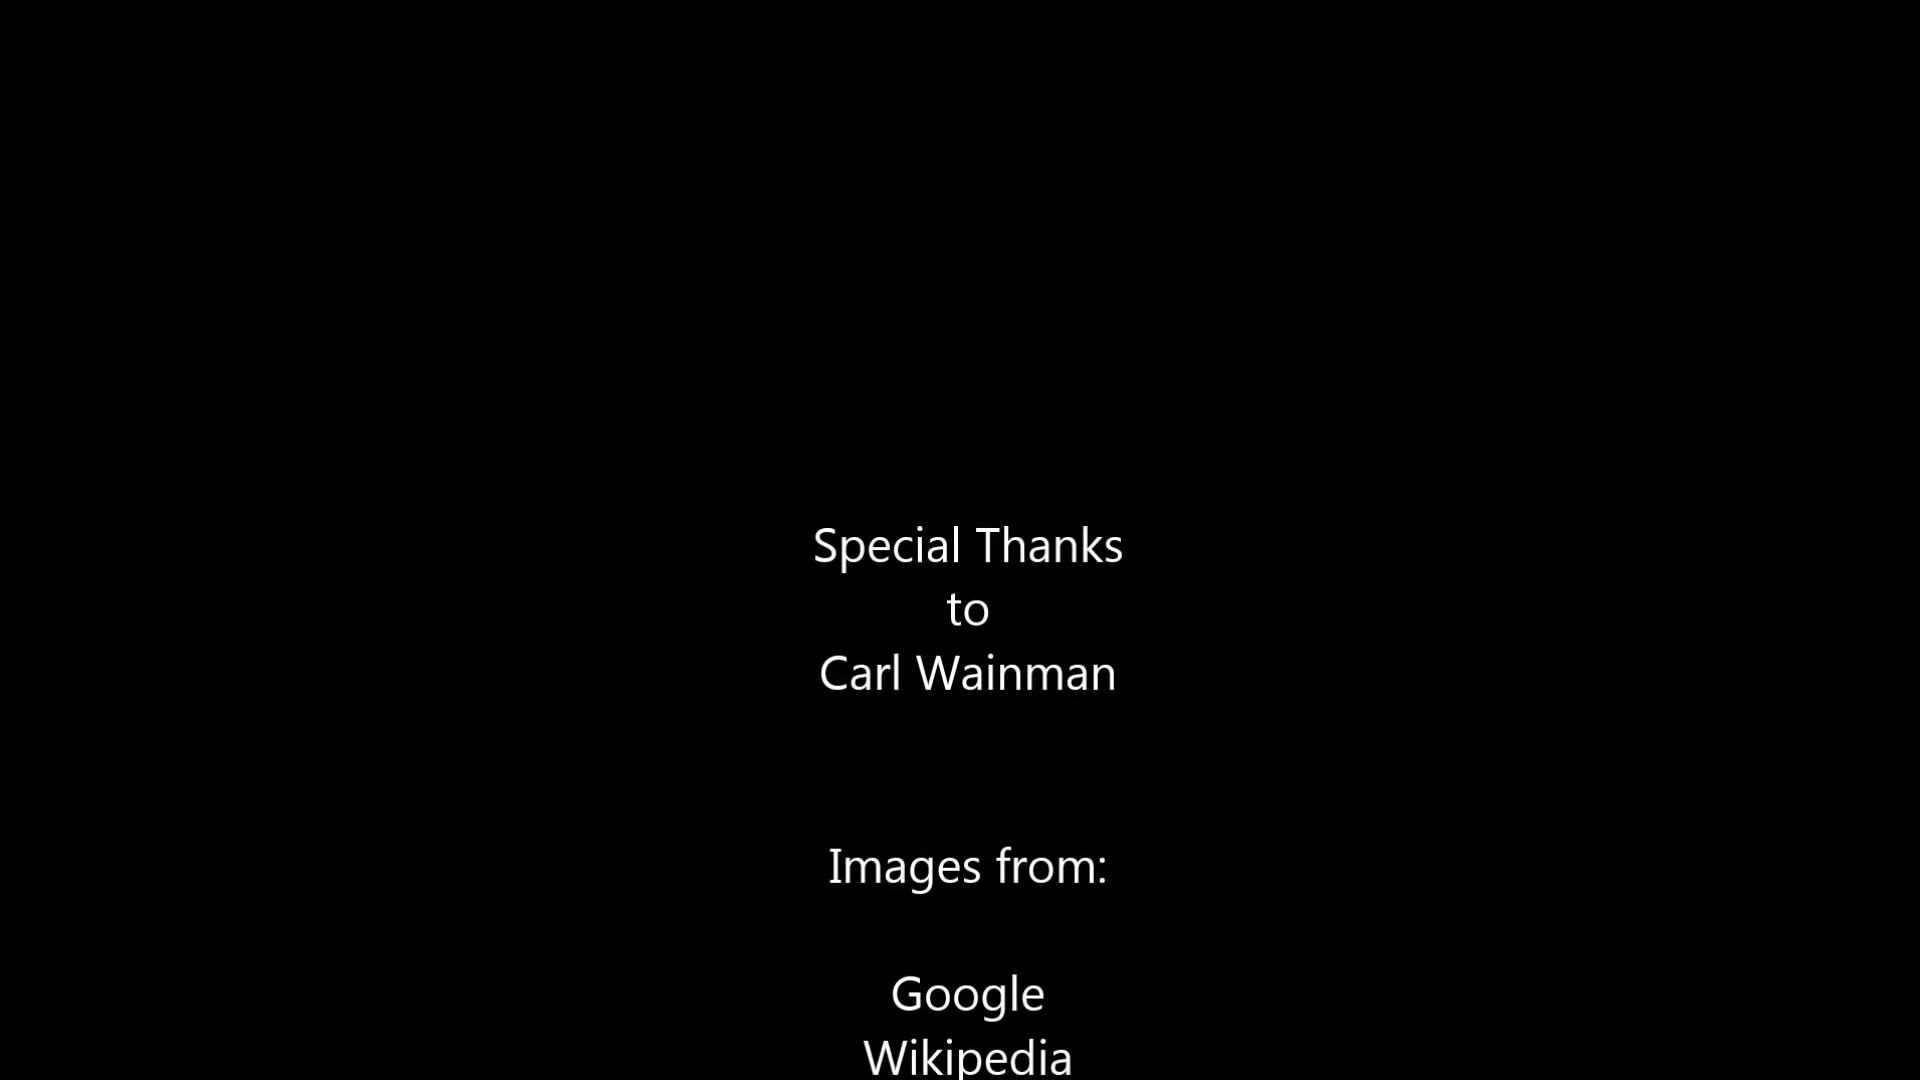 Special Thanks
to
Carl Wainman
Images from:
Google
Wikipedia